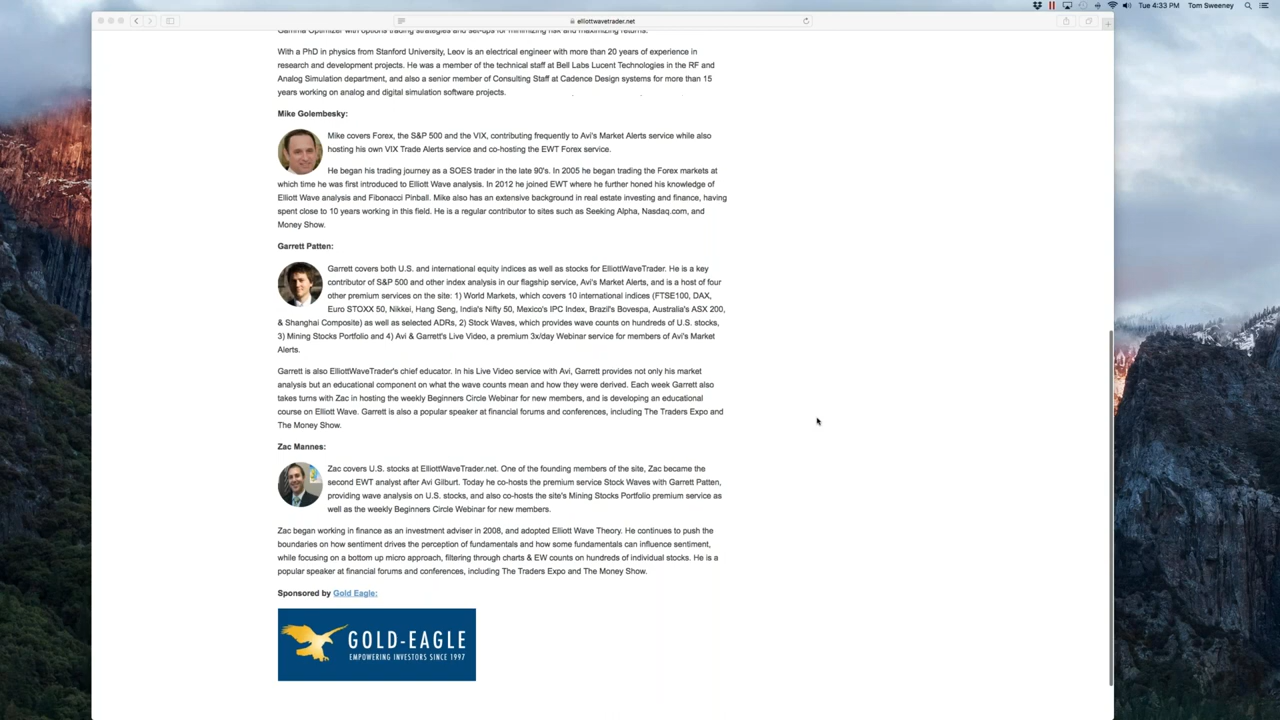 Tue 4:33 PM Tom Sweeney
elliottwavetrader.net
Gamma Optimizer with options trading strategies and set-ups for minimizing risk and maximizing returns.
With a PhD in physics from Stanford University, Leov is an electrical engineer with more than 20 years of experience in
research and development projects. He was a member of the technical staff at Bell Labs Lucent Technologies in the RF and
Analog Simulation department, and also a senior member of Consulting Staff at Cadence Design systems for more than 15
years working on analog and digital simulation software projects.
Mike Golembesky:
Mike covers Forex, the S&P 500 and the VIX, contributing frequently to Avi's Market Alerts service while also
hosting his own VIX Trade Alerts service and co-hosting the EWT Forex service.
He began his trading journey as a SOES trader in the late 90's. In 2005 he began trading the Forex markets at
which time he was first introduced to Elliott Wave analysis. In 2012 he joined EWT where he further honed his knowledge of
Elliott Wave analysis and Fibonacci Pinball. Mike also has an extensive background in real estate investing and finance, having
spent close to 10 years working in this field. He is a regular contributor to sites such as Seeking Alpha, Nasdaq.com, and
Money Show.
Garrett Patten:
Garrett covers both U.S. and international equity indices as well as stocks for ElliottWaveTrader. He is a key
contributor of S&P 500 and other index analysis in our flagship service, Avi's Market Alerts, and is a host of four
other premium services on the site: 1) World Markets, which covers 10 international indices (FTSE100, DAX,
Euro STOXX 50, Nikkei, Hang Seng, India's Nifty 50, Mexico's IPC Index, Brazil's Bovespa, Australia's ASX 200,
& Shanghai Composite) as well as selected ADRs, 2) Stock Waves, which provides wave counts on hundreds of U.S. stocks,
3) Mining Stocks Portfolio and 4) Avi & Garrett's Live Video, a premium 3x/day Webinar service for members of Avi's Market
Alerts.
Garrett is also ElliottWaveTrader's chief educator. In his Live Video service with Avi, Garrett provides not only his market
analysis but an educational component on what the wave counts mean and how they were derived. Each week Garrett also
takes turns with Zac in hosting the weekly Beginners Circle Webinar for new members, and is developing an educational
course on Elliott Wave. Garrett is also a popular speaker at financial forums and conferences, including The Traders Expo and
The Money Show.
Zac Mannes:
Zac covers U.S. stocks at ElliottWaveTrader.net. One of the founding members of the site, Zac became the
second EWT analyst after Avi Gilburt. Today he co-hosts the premium service Stock Waves with Garrett Patten,
providing wave analysis on U.S. stocks, and also co-hosts the site's Mining Stocks Portfolio premium service as
well as the weekly Beginners Circle Webinar for new members.
Zac began working in finance as an investment adviser in 2008, and adopted Elliott Wave Theory. He continues to push the
boundaries on how sentiment drives the perception of fundamentals and how some fundamentals can influence sentiment,
while focusing on a bottom up micro approach, filtering through charts & EW counts on hundreds of individual stocks. He is a
popular speaker at financial forums and conferences, including The Traders Expo and The Money Show.
Sponsored by Gold Eagle:
GOLD-EAGLE
EMPOWERING INVESTORS SINCE 1997